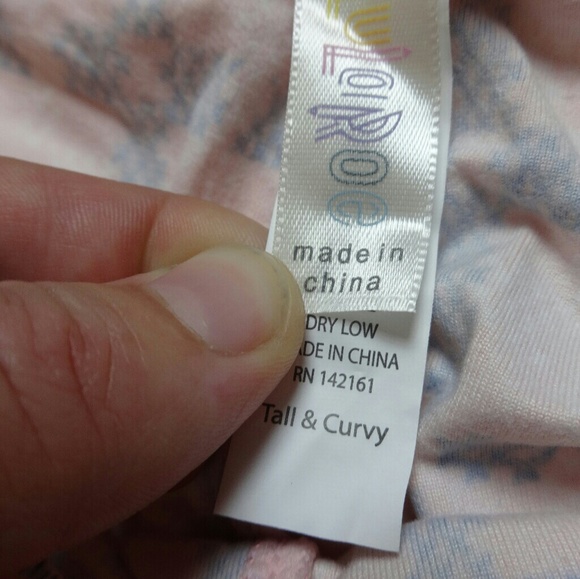 LuLaRoe
made in
china
DRY LOW
DE IN CHINA
RN 142161
Tall & Curvy